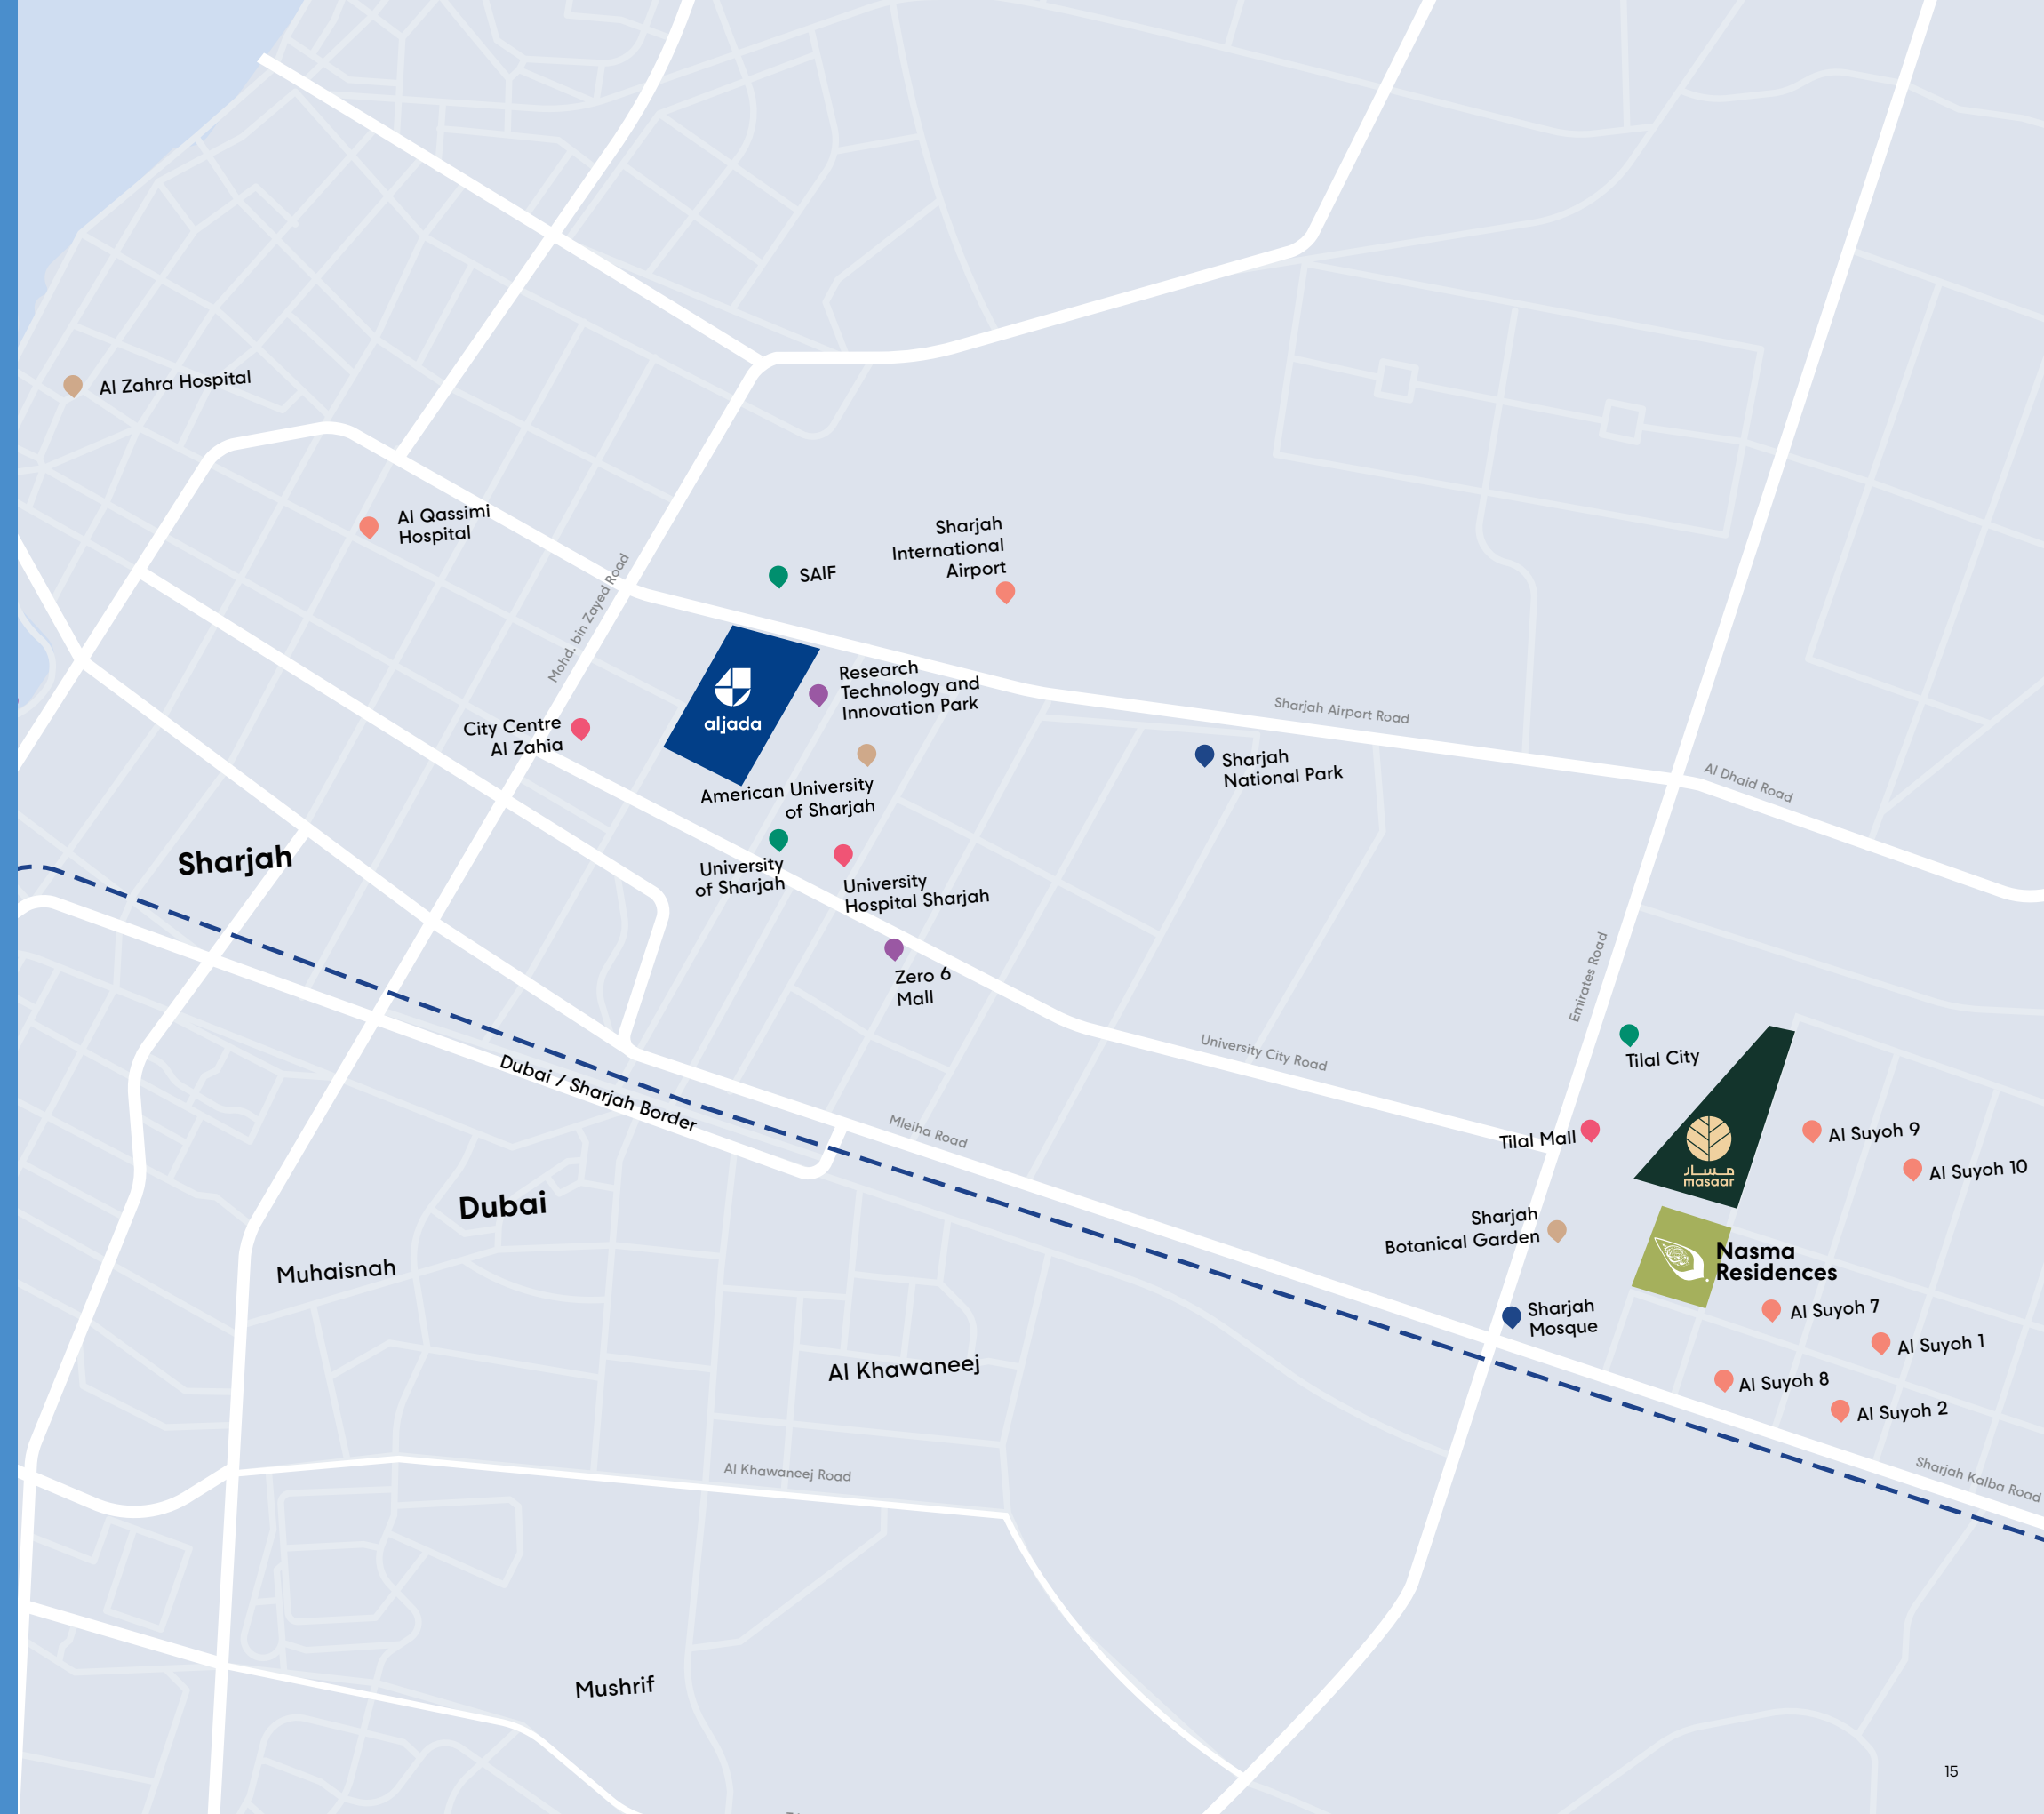 Al Zahra Hospital
Al Qassimi
Hospital
Mohd. bin Zayed Road
SAIF
Sharjah
International
Airport
aljada
Research
Technology and
Innovation Park
City Centre
Al Zahia
American University
of Sharjah
Sharjah Airport Road
Sharjah
National Park
Al Dhaid Road
Sharjah
University
of Sharjah
University
Hospital Sharjah
Zero 6
Mall
Emirates Road
University City Road
Tilal City
Dubai / Sharjah Border
Mleiha Road
Tilal Mall
مسار
masaar
Al Suyoh 9
Al Suyoh 10
Dubai
Sharjah
Botanical Garden
Muhaisnah
Nasma
Residences
Sharjah
Mosque
Al Suyoh 7
Al Suyoh 1
Al Khawaneej
Al Suyoh 8
Al Suyoh 2
Al Khawaneej Road
Sharjah Kalba Road
Mushrif
15